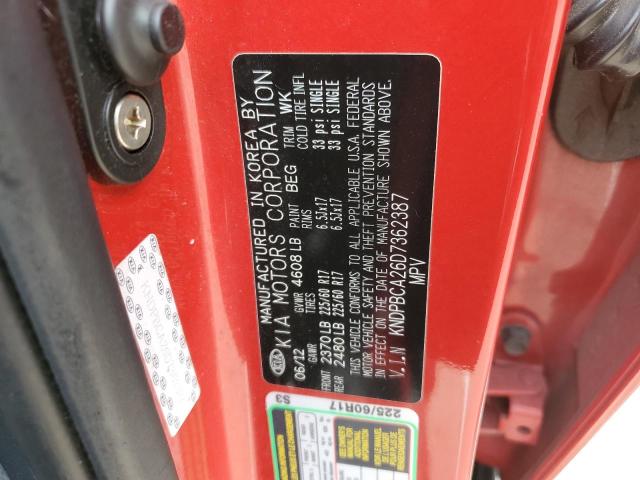 MANUFACTURED IN KOREA BY
KIA MOTORS CORPORATION
06/12 GVWR 4608 LB PAINT BEG TRIM WK
GAWR TIRES RIMS COLD TIRE INFL
FRONT 2370 LB 225/60 R17 6.5Jx17 33 psi SINGLE
REAR 2480 LB 225/60 R17 6.5Jx17 33 psi SINGLE
THIS VEHICLE CONFORMS TO ALL APPLICABLE U.S.A. FEDERAL
MOTOR VEHICLE SAFETY AND THEFT PREVENTION STANDARDS
IN EFFECT ON THE DATE OF MANUFACTURE SHOWN ABOVE.
V.I.N KNDPBCA26D7362387
MPV
225/60R17
S3